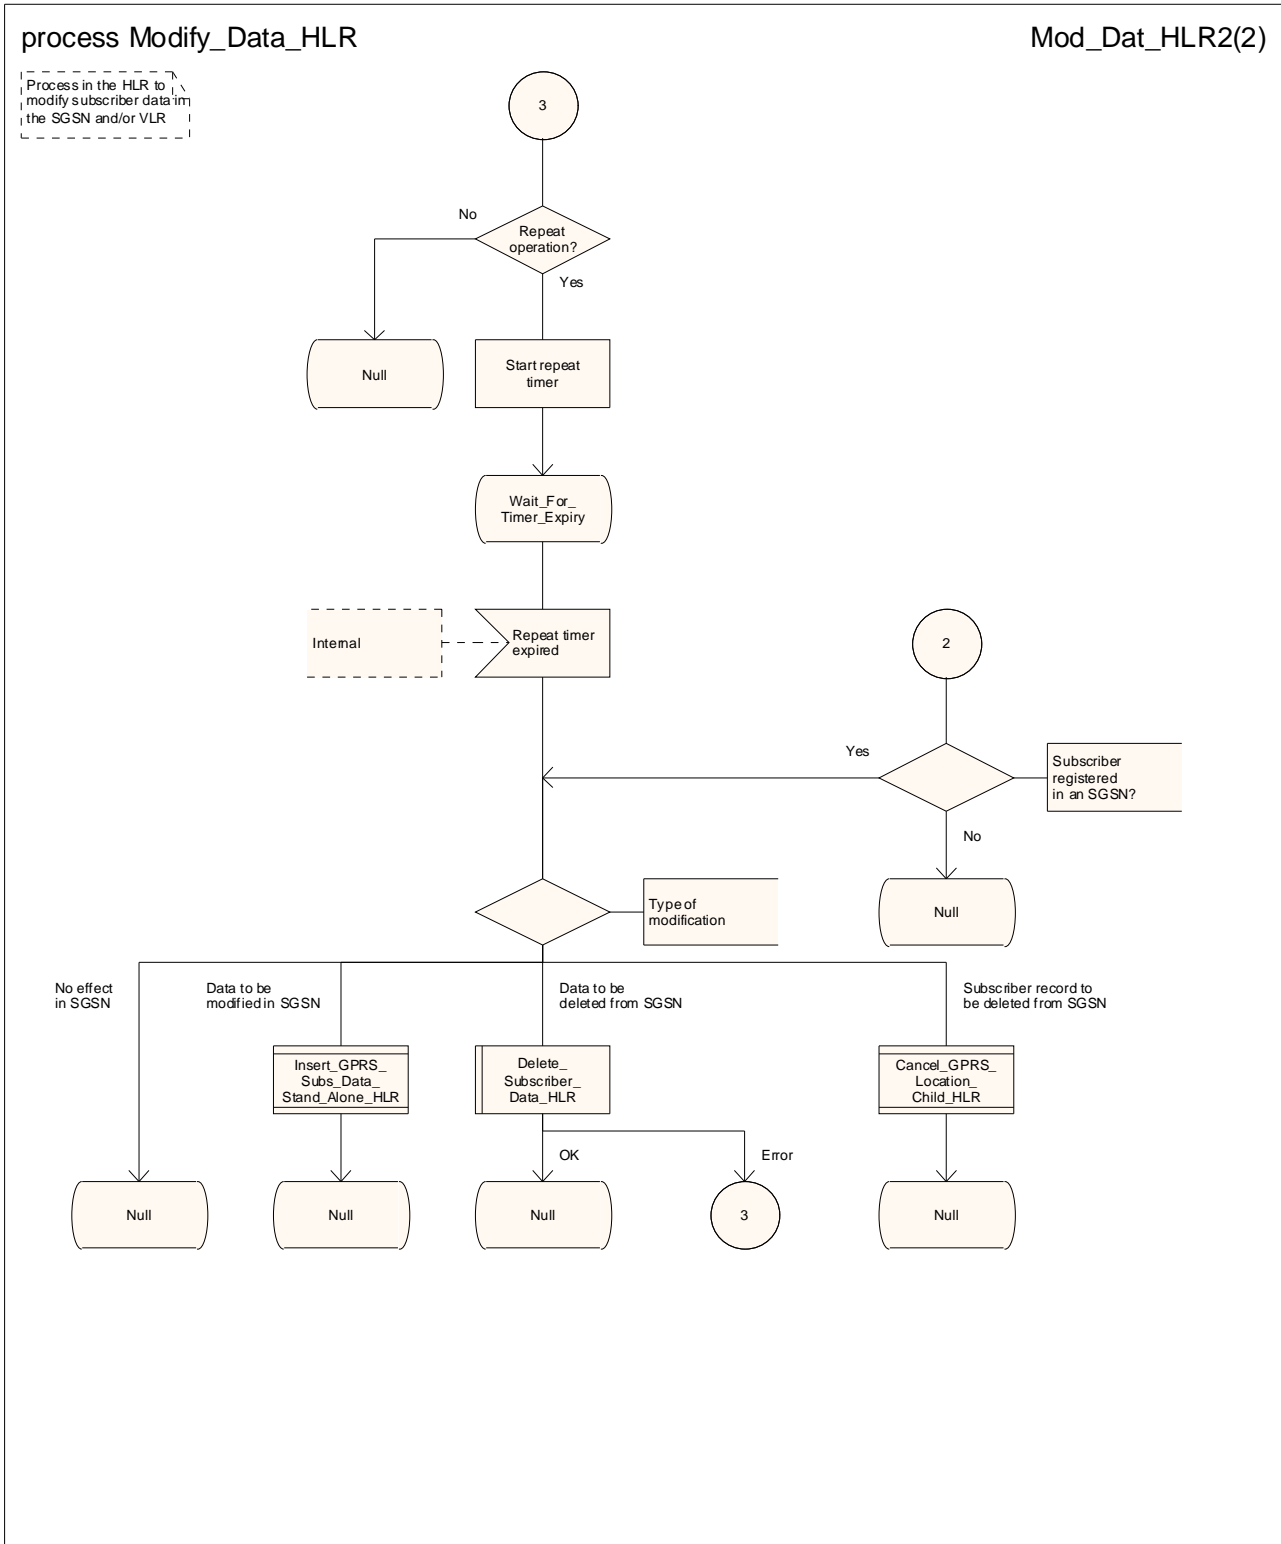 process Modify_Data_HLR
Mod_Dat_HLR2(2)
Process in the HLR to
modify subscriber data in
the SGSN and/or VLR
3
No
Repeat
operation?
Yes
Null
Start repeat
timer
Wait_For_
Timer_Expiry
Internal
Repeat timer
expired
2
Yes
Subscriber
registered
in an SGSN?
No
Type of
modification
Null
No effect
in SGSN
Data to be
modified in SGSN
Data to be
deleted from SGSN
Subscriber record to
be deleted from SGSN
Insert_GPRS_
Subs_Data_
Stand_Alone_HLR
Delete_
Subscriber_
Data_HLR
Cancel_GPRS_
Location_
Child_HLR
OK
Error
Null
Null
Null
3
Null